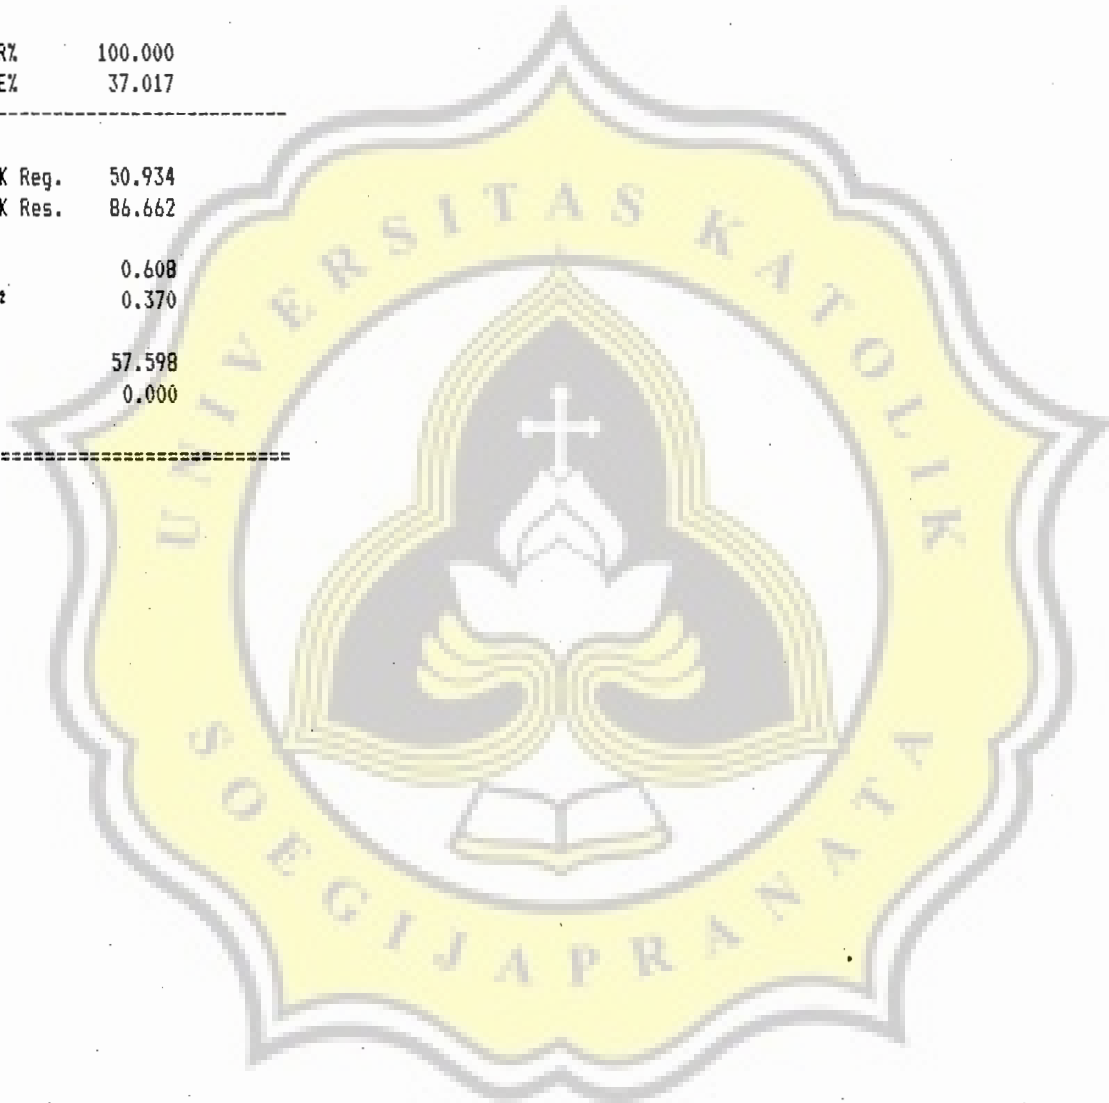 R% 100.000
E% 37.017
K Reg. 50.934
K Res. 86.662
0.608
² 0.370
57.598
0.000
UNIVERSITAS KATOLIK
SOEGIJAPRANATA